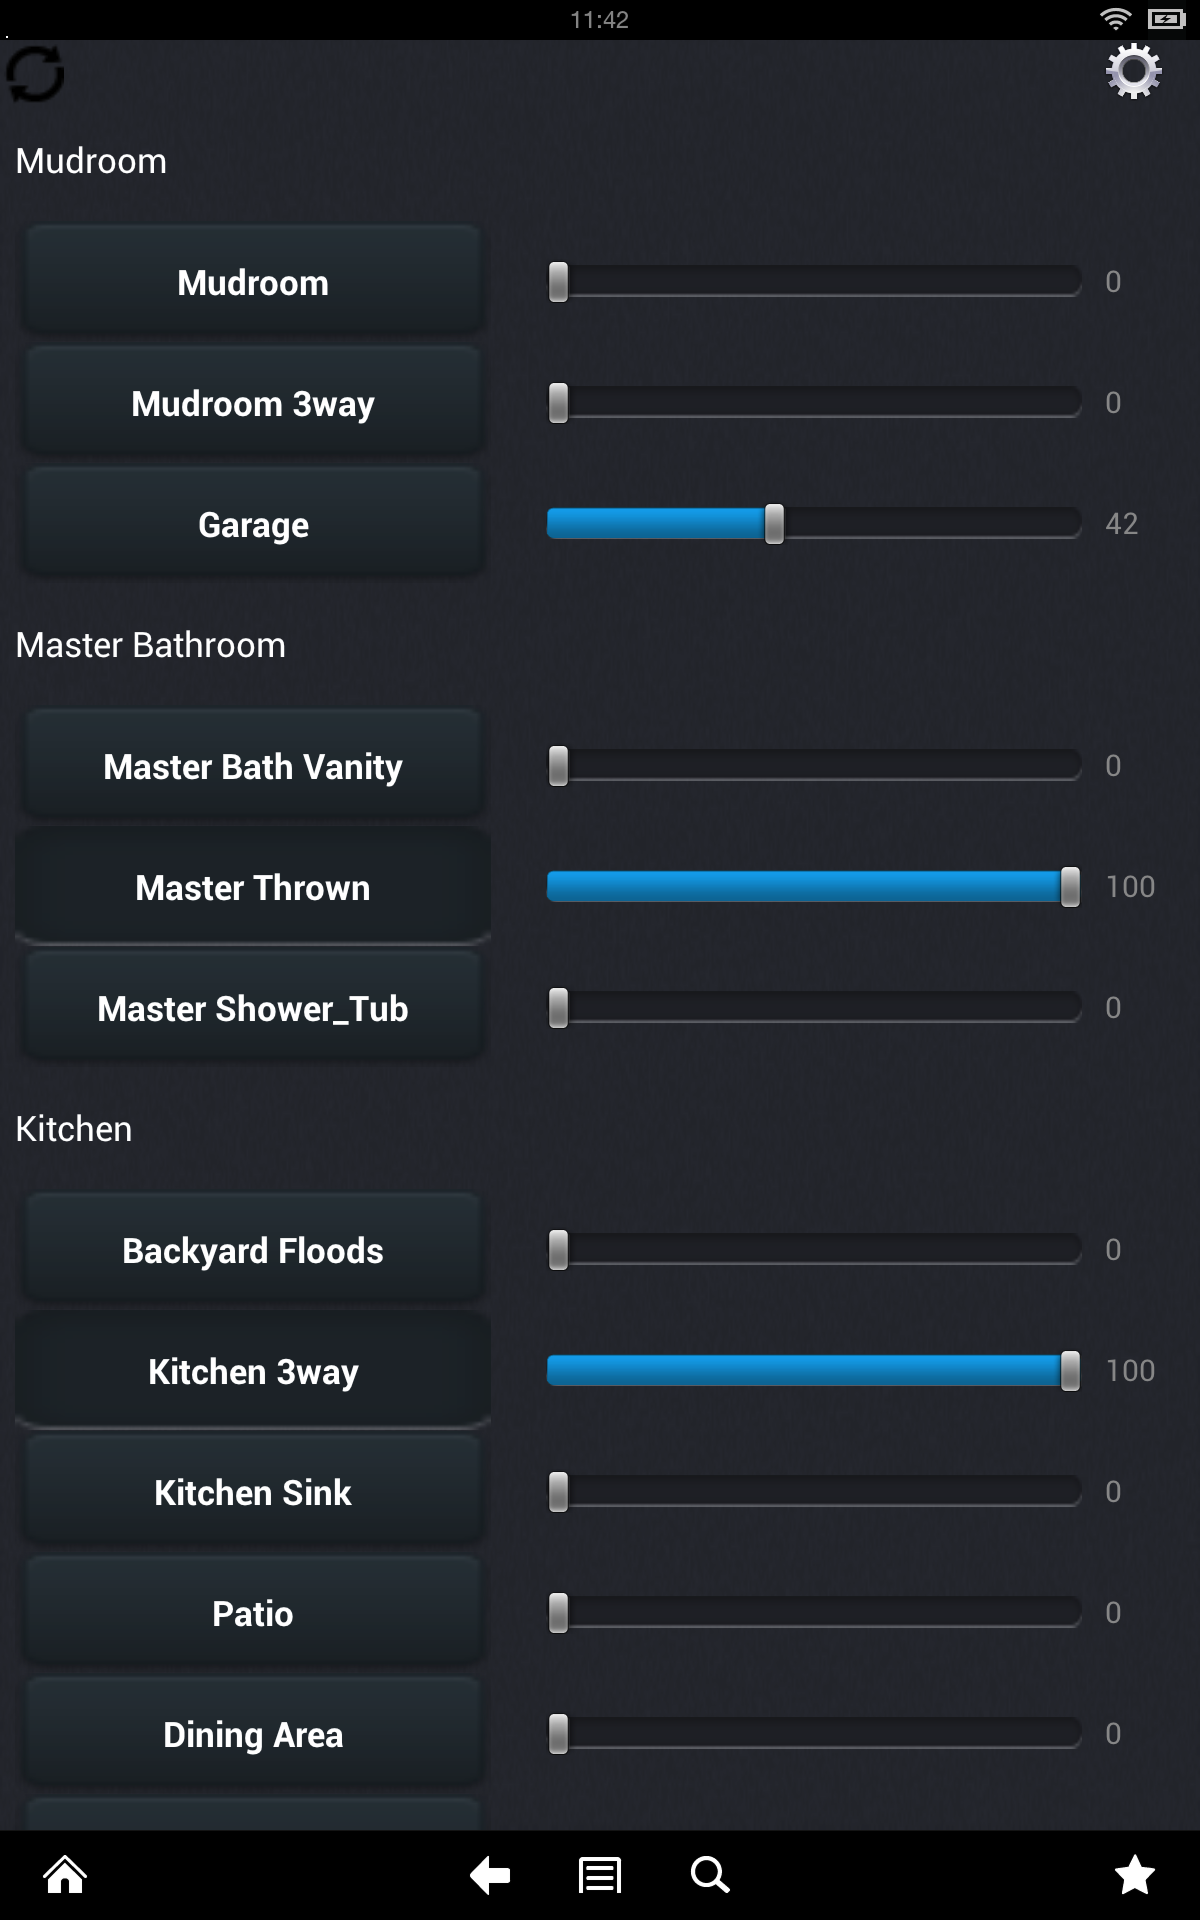 11:42
Mudroom
Mudroom 0
Mudroom 3way 0
Garage 42
Master Bathroom
Master Bath Vanity 0
Master Thrown 100
Master Shower_Tub 0
Kitchen
Backyard Floods 0
Kitchen 3way 100
Kitchen Sink 0
Patio 0
Dining Area 0